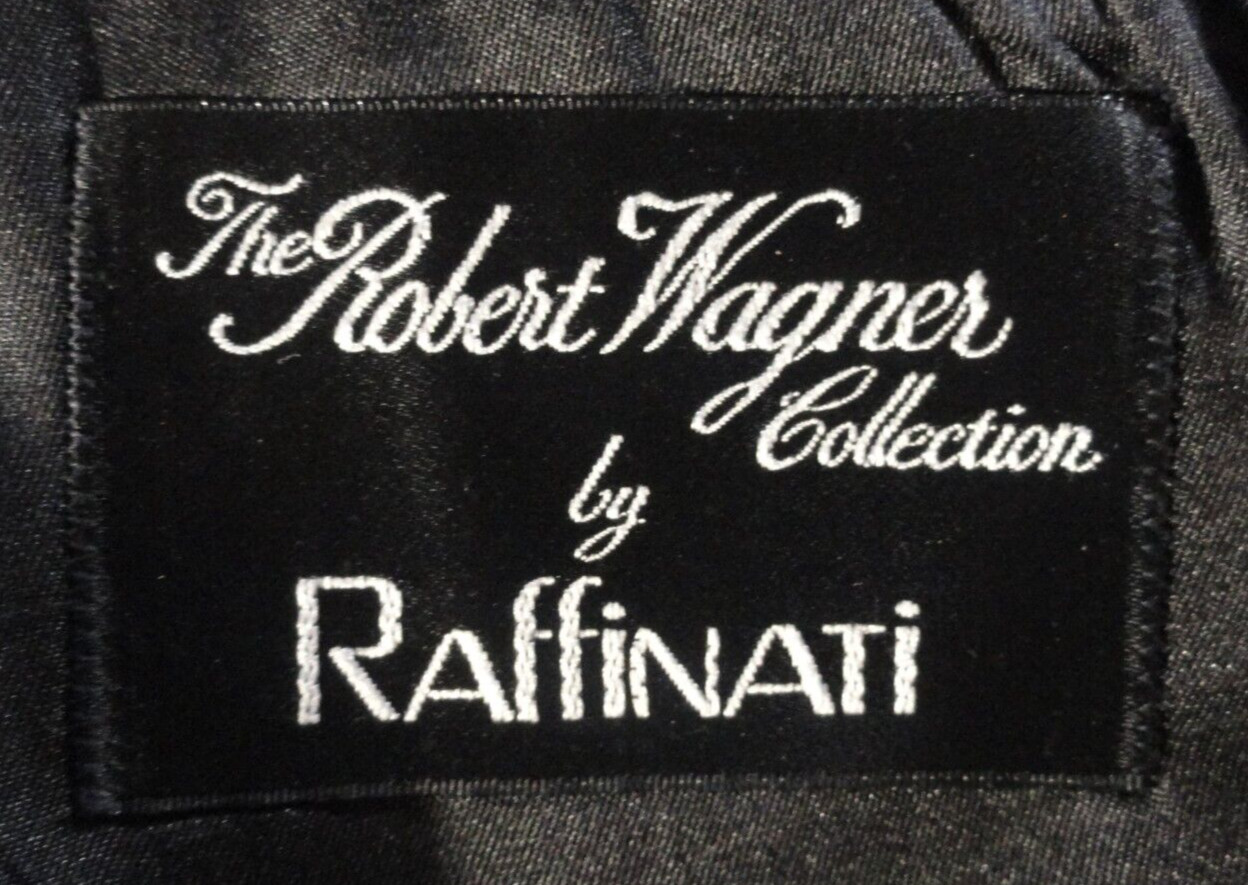 The Robert Wagner
Collection
by
RAffiNATi